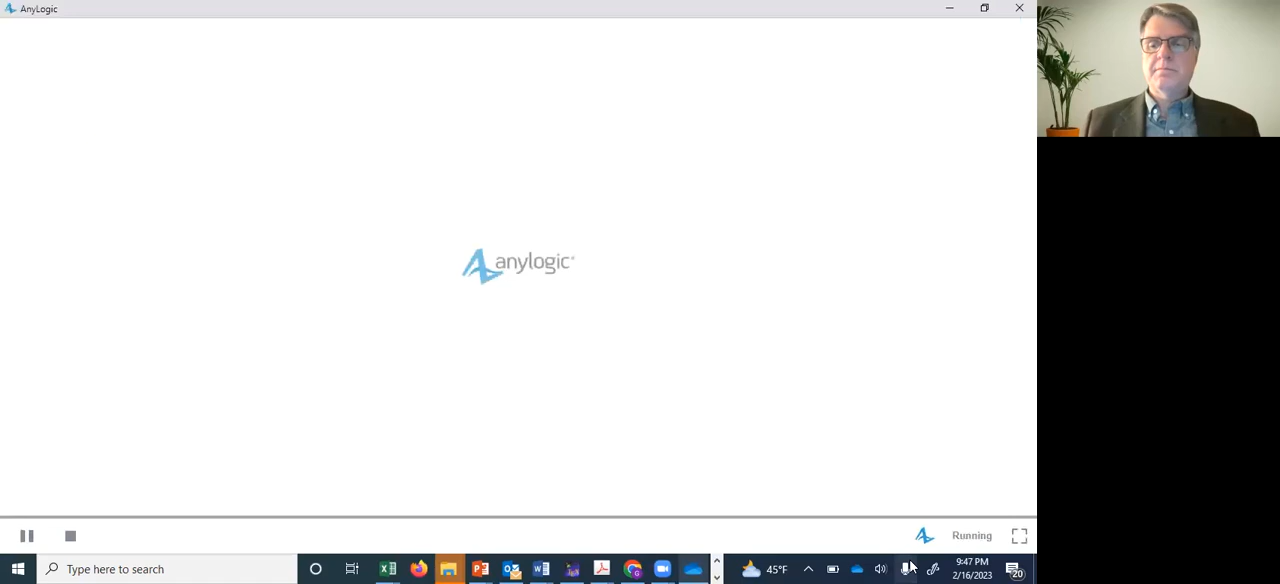 AnyLogic
anylogic®
Running
Type here to search
45°F
9:47 PM
2/16/2023
20